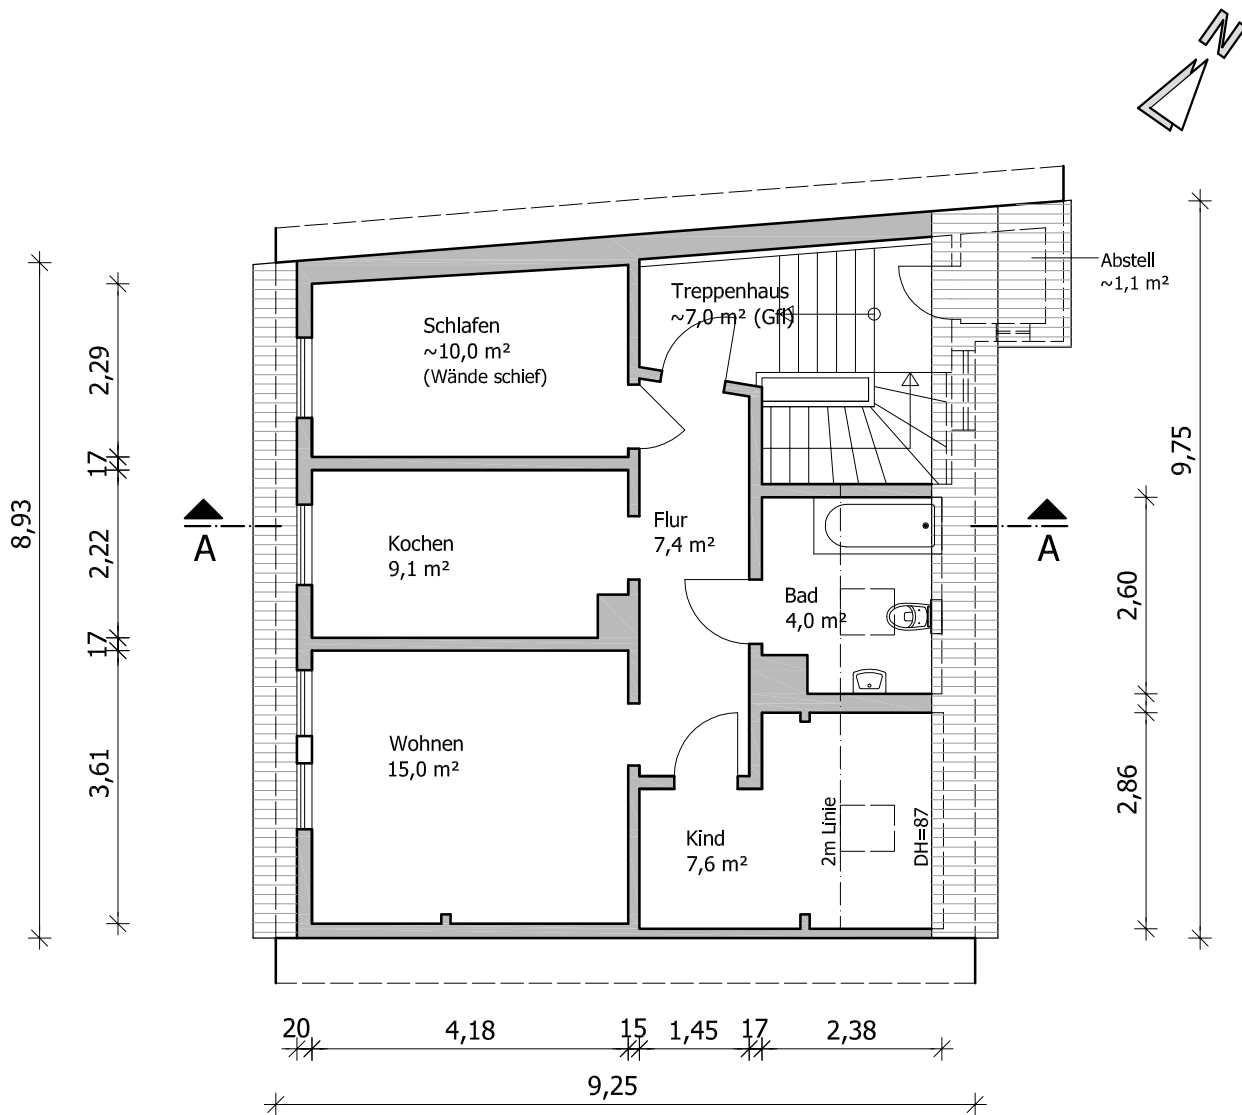 N
Abstell
~1,1 m²
Treppenhaus
~7,0 m² (Gfl)
Schlafen
~10,0 m²
(Wände schief)
Flur
7,4 m²
Kochen
9,1 m²
Bad
4,0 m²
Wohnen
15,0 m²
Kind
7,6 m²
2m Linie
DH=87
A
A
8,93
2,29
17
2,22
17
3,61
9,75
2,60
2,86
20
4,18
15
1,45
17
2,38
9,25